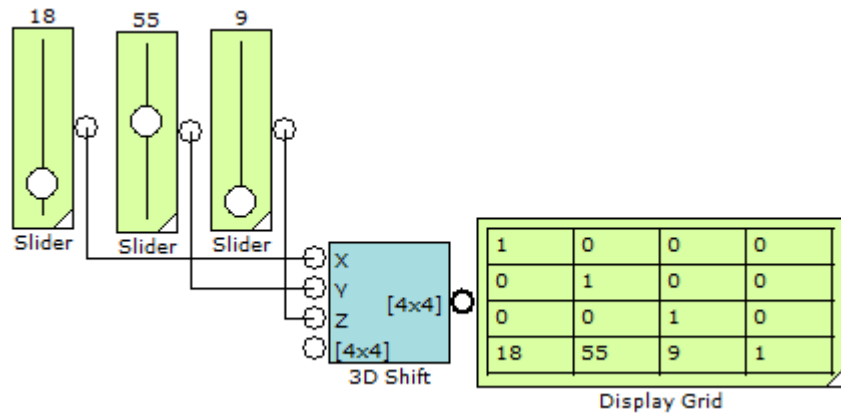 18 55 9
Slider Slider Slider
X
Y
Z
[4x4]
[4x4]
3D Shift
1 0 0 0
0 1 0 0
0 0 1 0
18 55 9 1
Display Grid